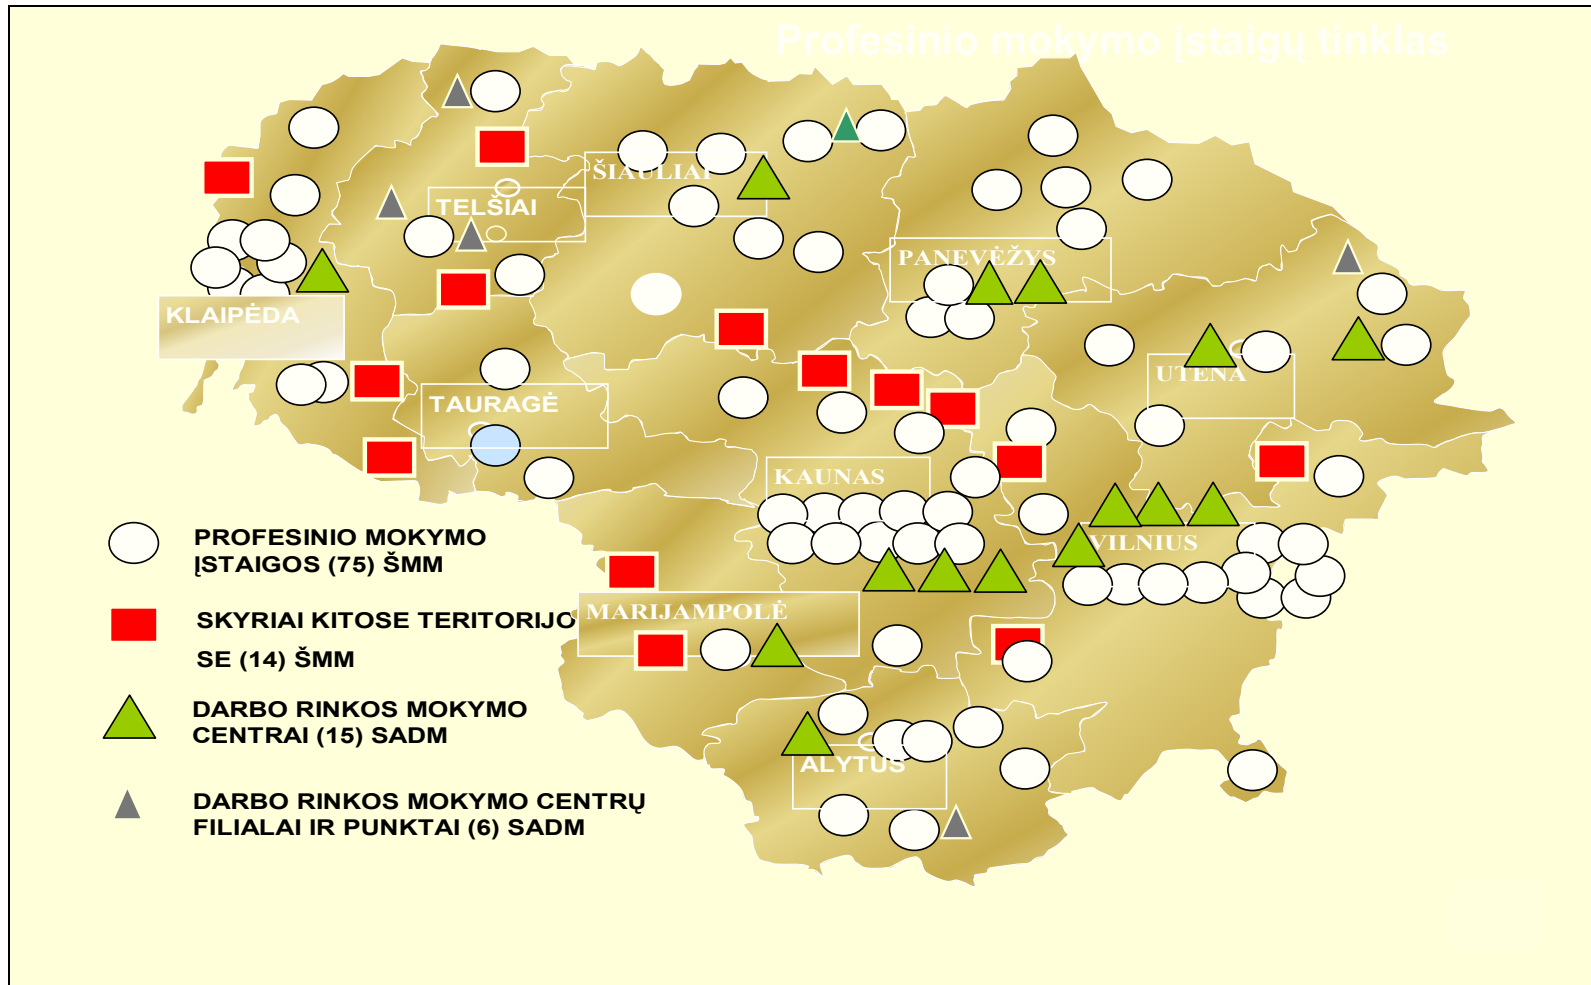 Profesinio mokymo įstaigų tinklas
ŠIAULIAI
TELŠIAI
PANEVĖŽYS
KLAIPĖDA
UTENA
TAURAGĖ
KAUNAS
VILNIUS
MARIJAMPOLĖ
ALYTUS
PROFESINIO MOKYMO
ĮSTAIGOS (75) ŠMM
SKYRIAI KITOSE TERITORIJO
SE (14) ŠMM
DARBO RINKOS MOKYMO
CENTRAI (15) SADM
DARBO RINKOS MOKYMO CENTRŲ
FILIALAI IR PUNKTAI (6) SADM